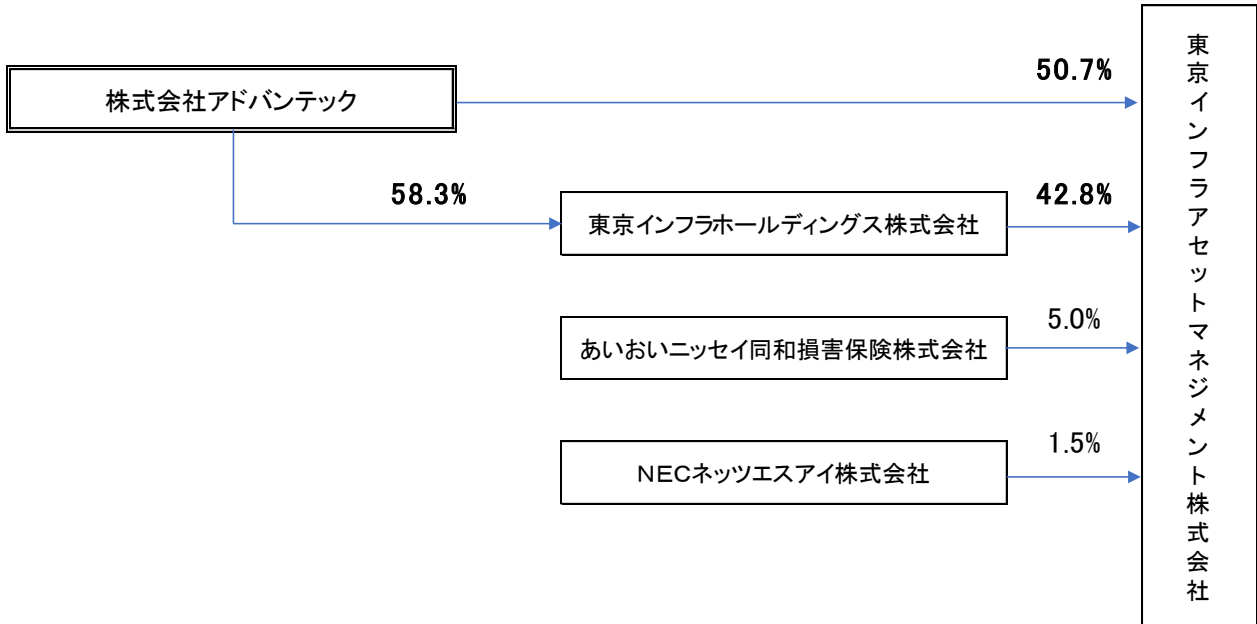 50.7%
株式会社アドバンテック
58.3%
42.8%
東京インフラホールディングス株式会社
5.0%
あいおいニッセイ同和損害保険株式会社
1.5%
NECネッツエスアイ株式会社
東京インフラアセットマネジメント株式会社